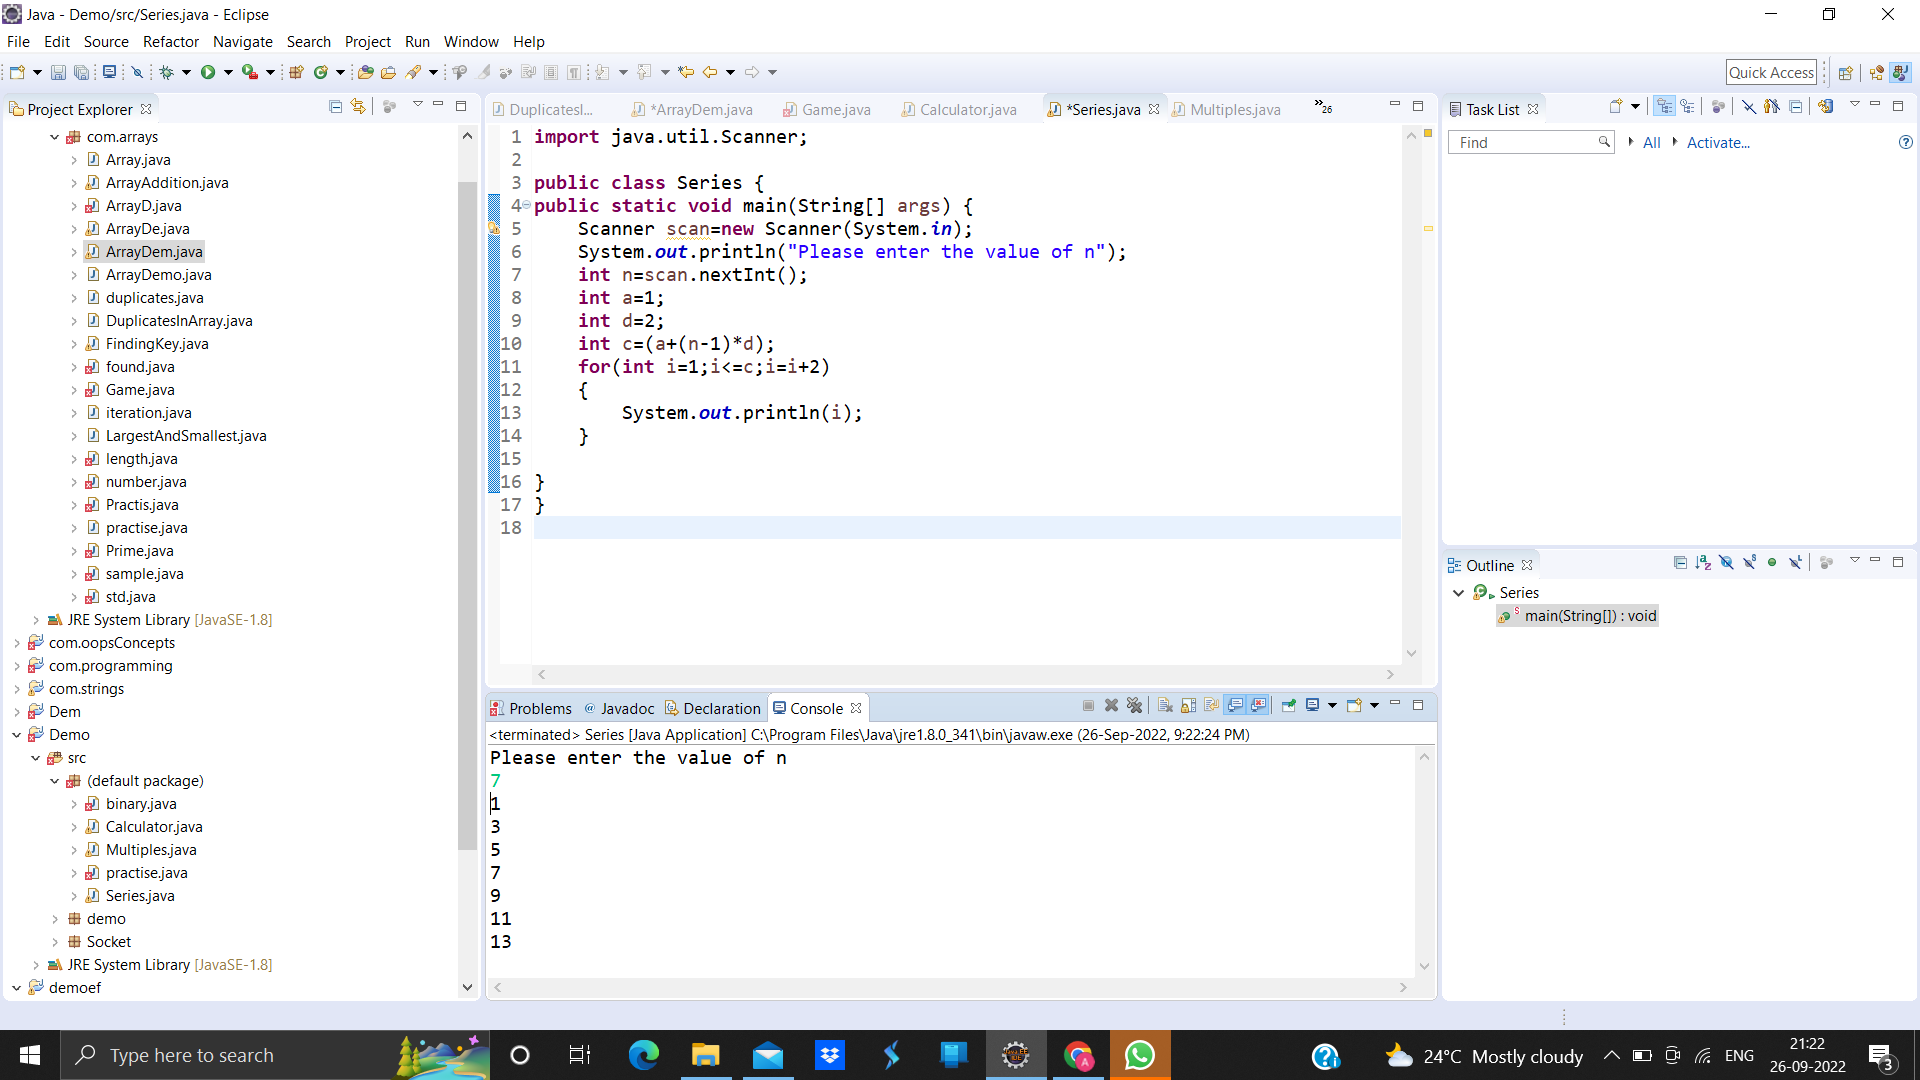 Java - Demo/src/Series.java - Eclipse
File Edit Source Refactor Navigate Search Project Run Window Help
Quick Access
Project Explorer
com.arrays
Array.java
ArrayAddition.java
ArrayD.java
ArrayDe.java
ArrayDem.java
ArrayDemo.java
duplicates.java
DuplicatesInArray.java
FindingKey.java
found.java
Game.java
iteration.java
LargestAndSmallest.java
length.java
number.java
Practis.java
practise.java
Prime.java
sample.java
std.java
JRE System Library [JavaSE-1.8]
com.oopsConcepts
com.programming
com.strings
Dem
Demo
src
(default package)
binary.java
Calculator.java
Multiples.java
practise.java
Series.java
demo
Socket
JRE System Library [JavaSE-1.8]
demoef
DuplicatesI... *ArrayDem.java Game.java Calculator.java *Series.java Multiples.java »26
1 import java.util.Scanner;
2
3 public class Series {
4 public static void main(String[] args) {
5 Scanner scan=new Scanner(System.in);
6 System.out.println("Please enter the value of n");
7 int n=scan.nextInt();
8 int a=1;
9 int d=2;
10 int c=(a+(n-1)*d);
11 for(int i=1;i<=c;i=i+2)
12 {
13 System.out.println(i);
14 }
15
16 }
17 }
18
Problems @ Javadoc Declaration Console
<terminated> Series [Java Application] C:\Program Files\Java\jre1.8.0_341\bin\javaw.exe (26-Sep-2022, 9:22:24 PM)
Please enter the value of n
7
1
3
5
7
9
11
13
Task List
Find All Activate...
Outline
Series
main(String[]) : void
Type here to search
24°C Mostly cloudy ENG
21:22
26-09-2022
3